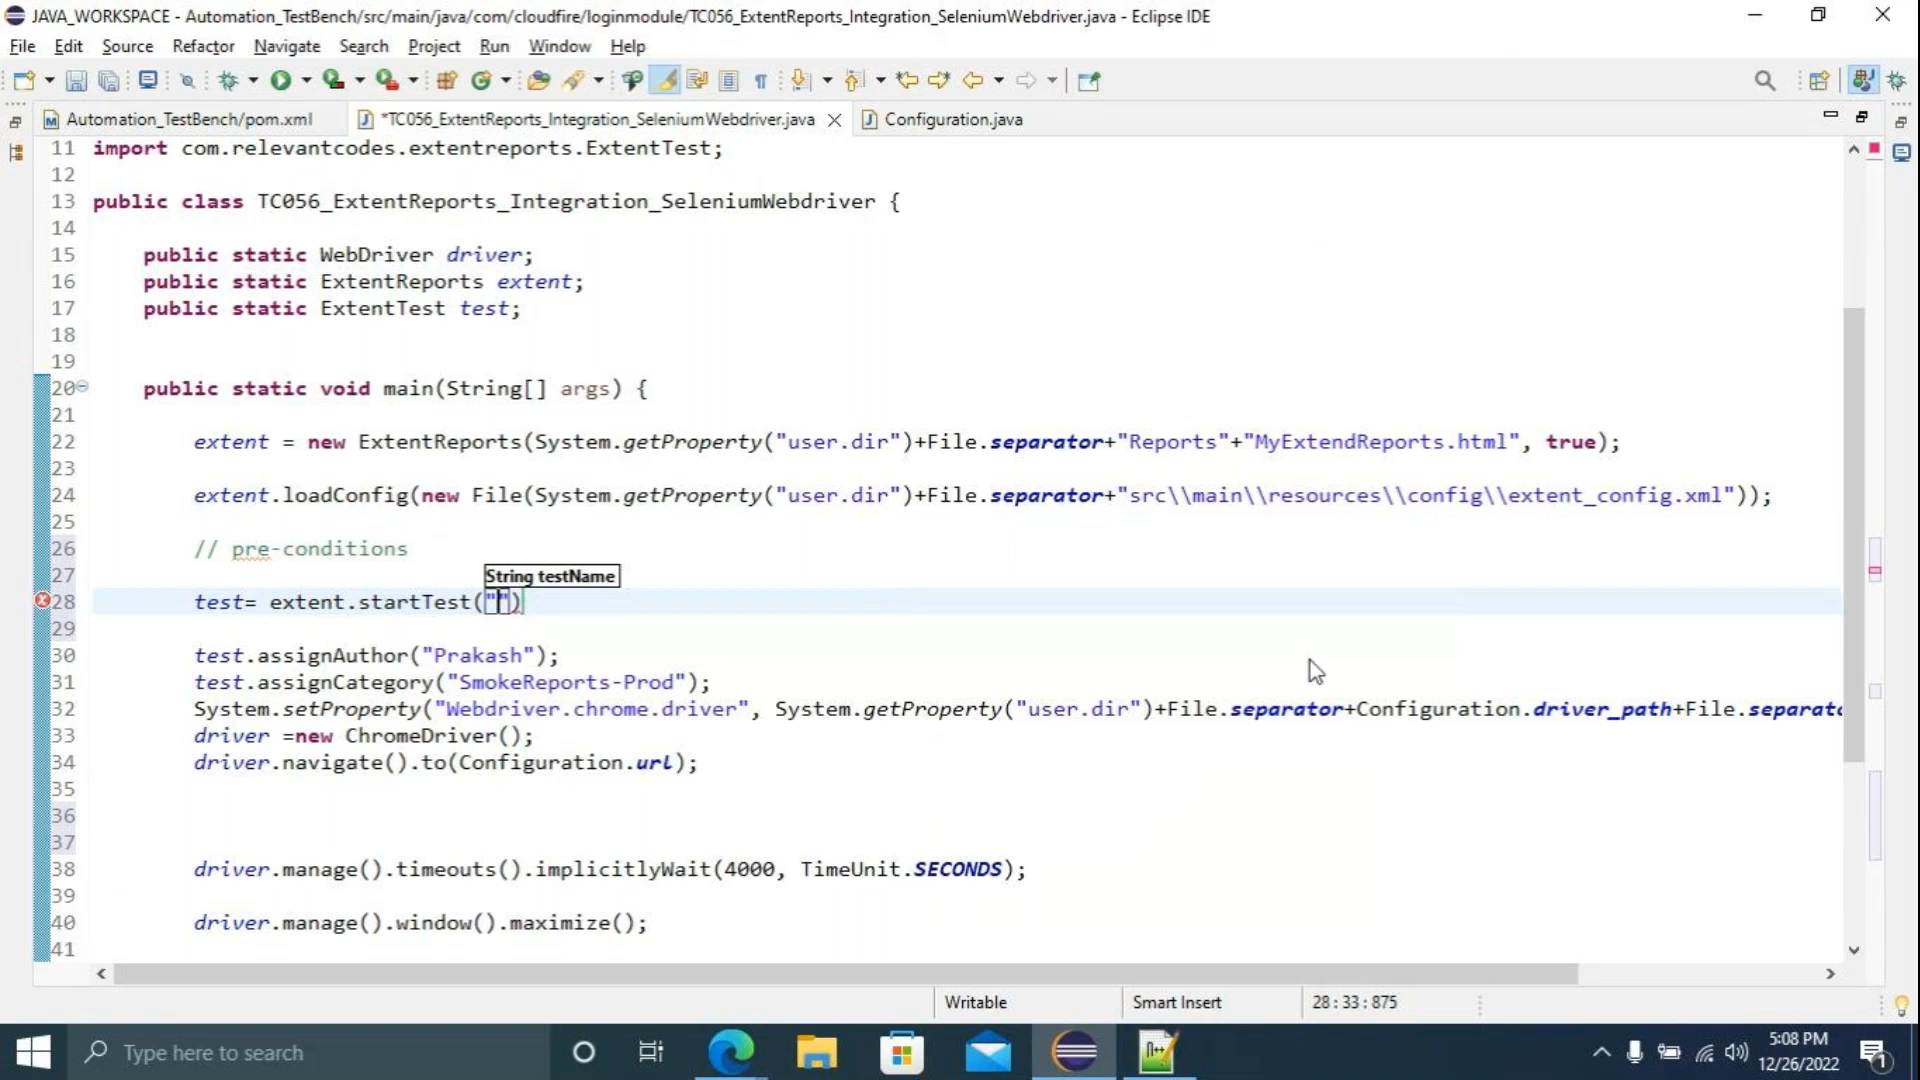 JAVA_WORKSPACE - Automation_TestBench/src/main/java/com/cloudfire/loginmodule/TC056_ExtentReports_Integration_SeleniumWebdriver.java - Eclipse IDE
File Edit Source Refactor Navigate Search Project Run Window Help
Automation_TestBench/pom.xml *TC056_ExtentReports_Integration_SeleniumWebdriver.java Configuration.java
11 import com.relevantcodes.extentreports.ExtentTest;
12
13 public class TC056_ExtentReports_Integration_SeleniumWebdriver {
14
15 public static WebDriver driver;
16 public static ExtentReports extent;
17 public static ExtentTest test;
18
19
20 public static void main(String[] args) {
21
22 extent = new ExtentReports(System.getProperty("user.dir")+File.separator+"Reports"+"MyExtendReports.html", true);
23
24 extent.loadConfig(new File(System.getProperty("user.dir")+File.separator+"src\\main\\resources\\config\\extent_config.xml"));
25
26 // pre-conditions
27 String testName
28 test= extent.startTest("")
29
30 test.assignAuthor("Prakash");
31 test.assignCategory("SmokeReports-Prod");
32 System.setProperty("Webdriver.chrome.driver", System.getProperty("user.dir")+File.separator+Configuration.driver_path+File.separato
33 driver =new ChromeDriver();
34 driver.navigate().to(Configuration.url);
35
36
37
38 driver.manage().timeouts().implicitlyWait(4000, TimeUnit.SECONDS);
39
40 driver.manage().window().maximize();
41
Writable Smart Insert 28:33:875
Type here to search 5:08 PM
12/26/2022 1